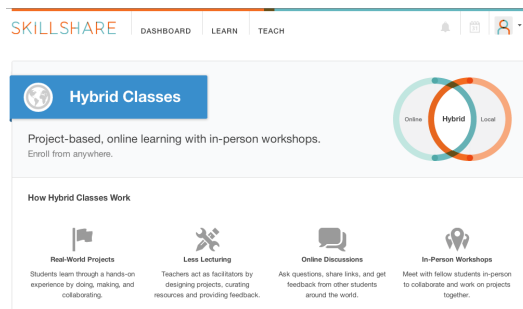 SKILLSHARE DASHBOARD LEARN TEACH
Hybrid Classes
Project-based, online learning with in-person workshops.
Enroll from anywhere.
Online Hybrid Local
How Hybrid Classes Work
Real-World Projects
Students learn through a hands-on
experience by doing, making, and
collaborating.
Less Lecturing
Teachers act as facilitators by
designing projects, curating
resources and providing feedback.
Online Discussions
Ask questions, share links, and get
feedback from other students
around the world.
In-Person Workshops
Meet with fellow students in-person
to collaborate and work on projects
together.